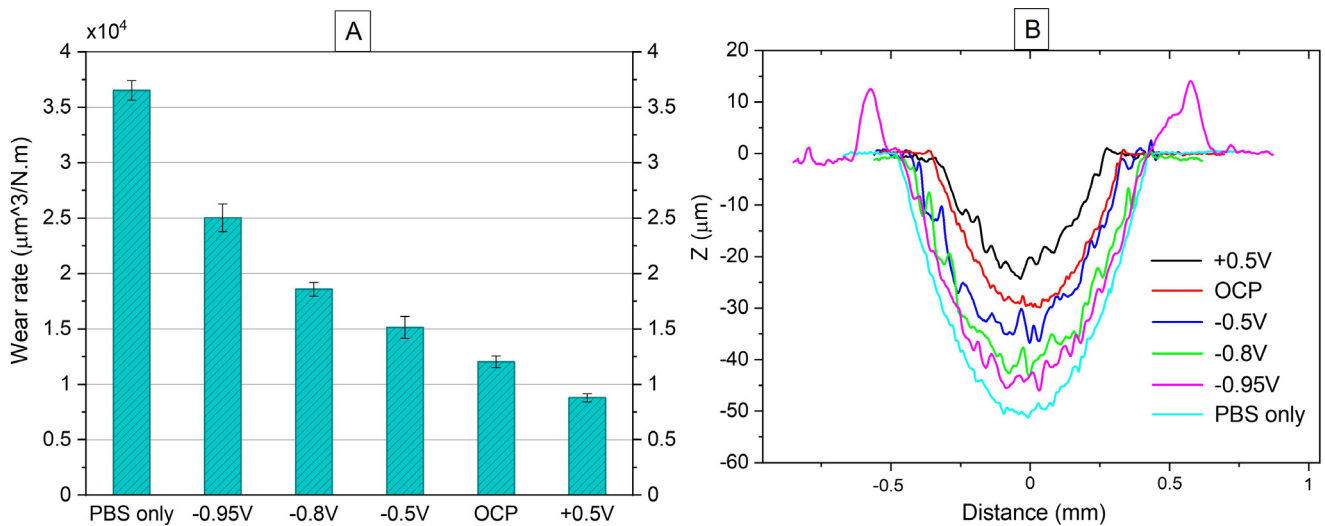 A
×10⁴
4
3.5
3
2.5
2
1.5
1
0.5
0
4
3.5
3
2.5
2
1.5
1
0.5
0
Wear rate (μm^3/N.m)
PBS only -0.95V -0.8V -0.5V OCP +0.5V
B
20
10
0
-10
-20
-30
-40
-50
-60
Z (μm)
+0.5V
OCP
-0.5V
-0.8V
-0.95V
PBS only
-0.5 0 0.5 1
Distance (mm)